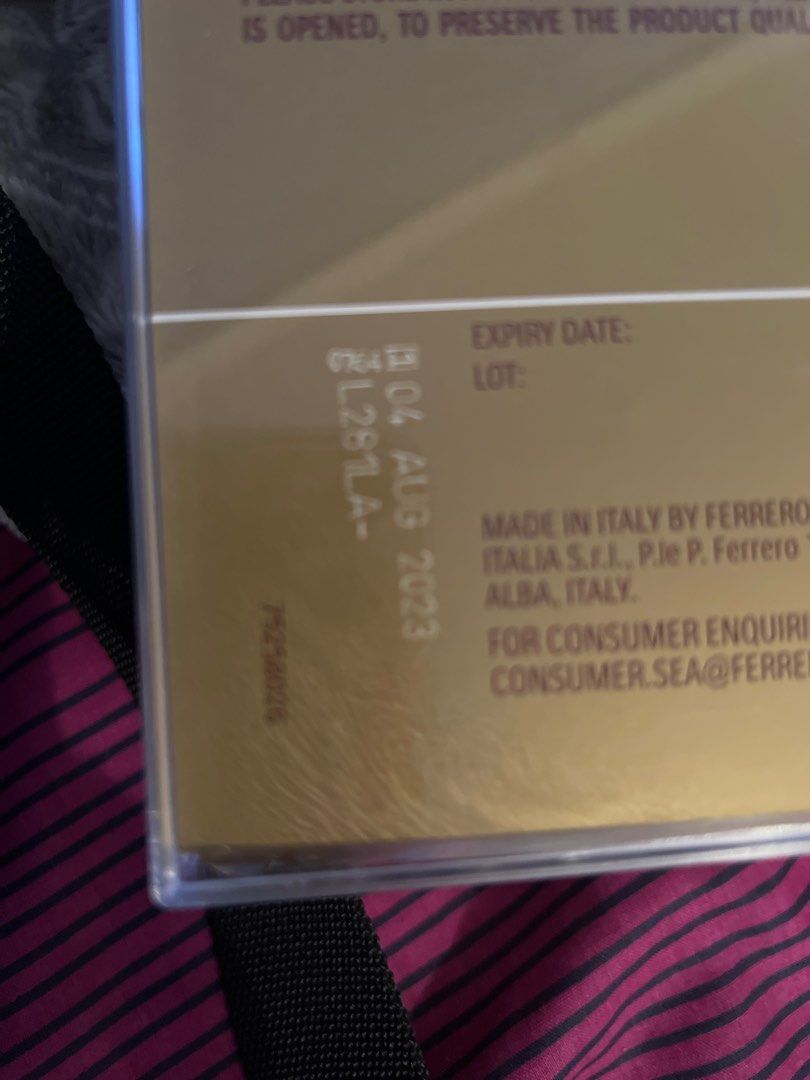 IS OPENED, TO PRESERVE THE PRODUCT QUAL
EXPIRY DATE:
LOT:
04 AUG 2023
L281LA-
MADE IN ITALY BY FERRERO
ITALIA S.r.l., P.le P. Ferrero 1
ALBA, ITALY.
FOR CONSUMER ENQUIRI
CONSUMER.SEA@FERRE